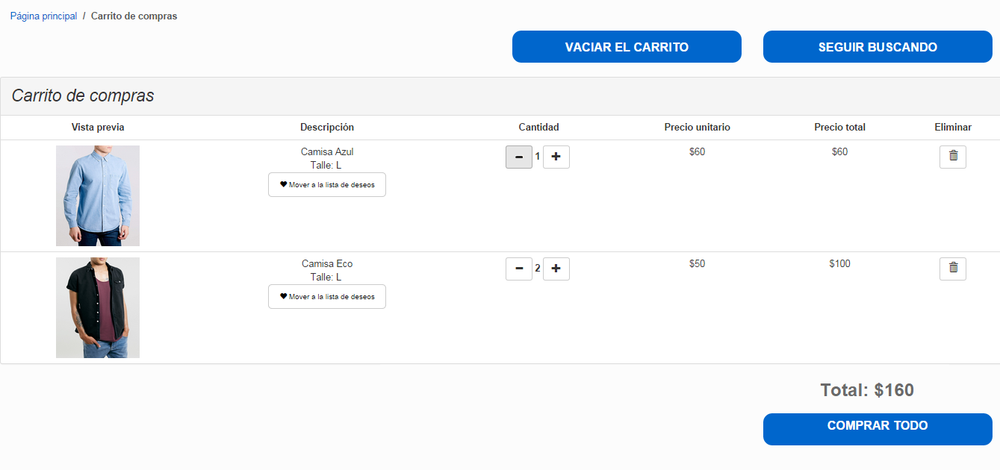 Página principal / Carrito de compras
VACIAR EL CARRITO
SEGUIR BUSCANDO
Carrito de compras
Vista previa Descripción Cantidad Precio unitario Precio total Eliminar
Camisa Azul 1 $60 $60
Talle: L
Mover a la lista de deseos
Camisa Eco 2 $50 $100
Talle: L
Mover a la lista de deseos
Total: $160
COMPRAR TODO